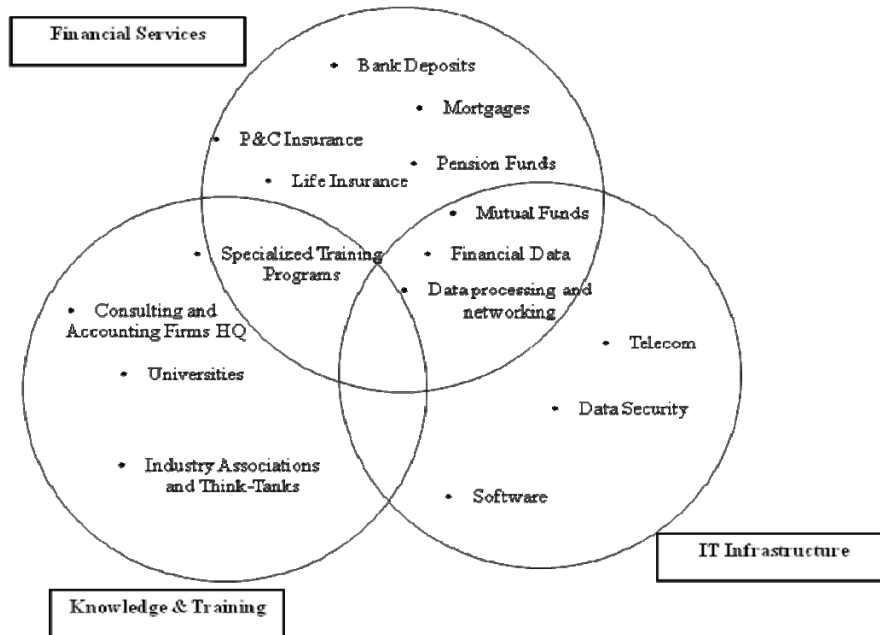 Financial Services
• Bank Deposits
• Mortgages
• P&C Insurance
• Pension Funds
• Life Insurance
• Mutual Funds
• Specialized Training
Programs
• Financial Data
• Data processing and
networking
• Consulting and
Accounting Firms HQ
• Telecom
• Universities
• Data Security
• Industry Associations
and Think-Tanks
• Software
IT Infrastructure
Knowledge & Training